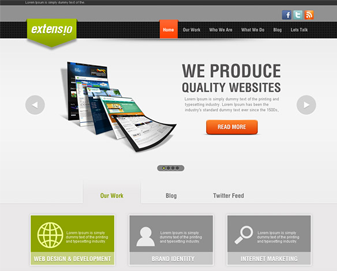 Lorem Ipsum is simply dummy text of the
extensio
Home Our Work Who We Are What We Do Blog Lets Talk
WE PRODUCE
QUALITY WEBSITES
Lorem Ipsum is simply dummy text of the printing and
typesetting industry. Lorem Ipsum has been the
industry's standard dummy text ever since the 1500s,
READ MORE
Our Work Blog Twitter Feed
Lorem Ipsum is simply
dummy text of the printing
and typesetting industry.
WEB DESIGN & DEVELOPMENT
Lorem Ipsum is simply
dummy text of the printing
and typesetting industry.
BRAND IDENTITY
Lorem Ipsum is simply
dummy text of the printing
and typesetting industry.
INTERNET MARKETING